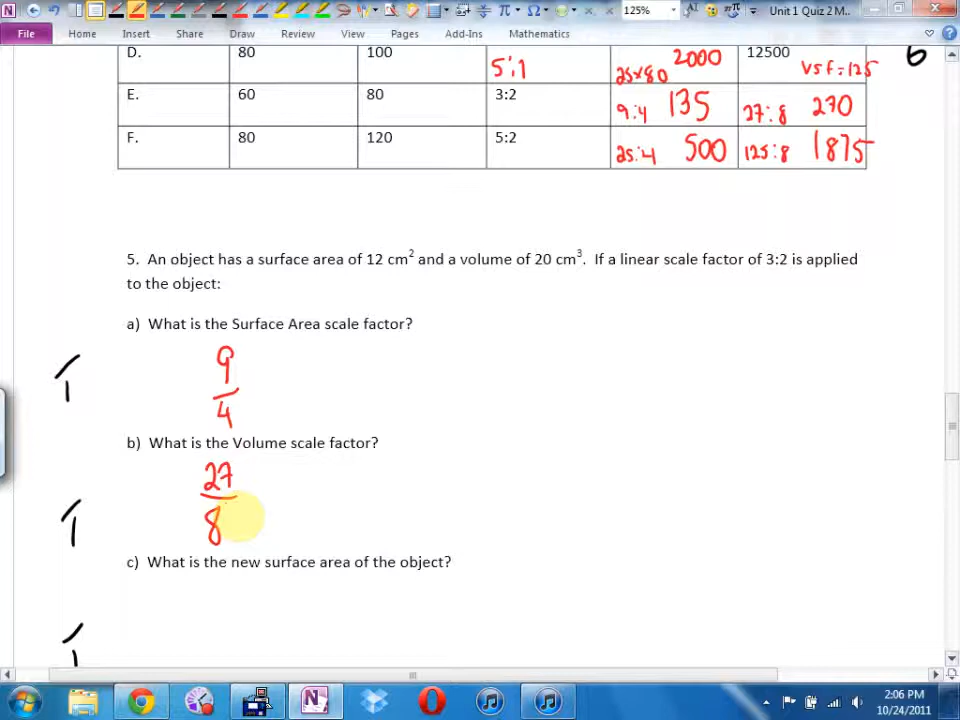 125%
Unit 1 Quiz 2 M..
File Home Insert Share Draw Review View Pages Add-Ins Mathematics
D. 80 100 5:1 25x80 2000 12500 vsf=125 6
E. 60 80 3:2 9:4 135 27:8 270
F. 80 120 5:2 25:4 500 125:8 1875
5. An object has a surface area of 12 cm² and a volume of 20 cm³. If a linear scale factor of 3:2 is applied
to the object:
a) What is the Surface Area scale factor?
9
4
1
b) What is the Volume scale factor?
27
8
1
c) What is the new surface area of the object?
1
2:06 PM
10/24/2011